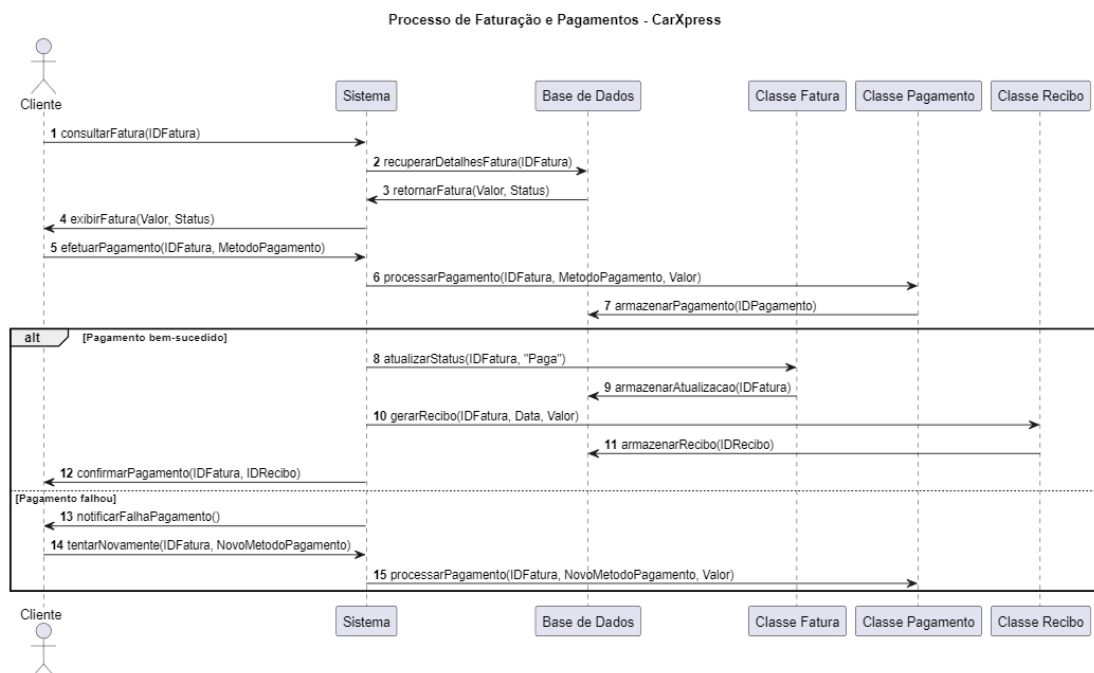 Processo de Faturação e Pagamentos - CarXpress
Cliente
Sistema
Base de Dados
Classe Fatura
Classe Pagamento
Classe Recibo
1 consultarFatura(IDFatura)
2 recuperarDetalhesFatura(IDFatura)
3 retornarFatura(Valor, Status)
4 exibirFatura(Valor, Status)
5 efetuarPagamento(IDFatura, MetodoPagamento)
6 processarPagamento(IDFatura, MetodoPagamento, Valor)
7 armazenarPagamento(IDPagamento)
alt [Pagamento bem-sucedido]
8 atualizarStatus(IDFatura, "Paga")
9 armazenarAtualizacao(IDFatura)
10 gerarRecibo(IDFatura, Data, Valor)
11 armazenarRecibo(IDRecibo)
12 confirmarPagamento(IDFatura, IDRecibo)
[Pagamento falhou]
13 notificarFalhaPagamento()
14 tentarNovamente(IDFatura, NovoMetodoPagamento)
15 processarPagamento(IDFatura, NovoMetodoPagamento, Valor)
Cliente
Sistema
Base de Dados
Classe Fatura
Classe Pagamento
Classe Recibo